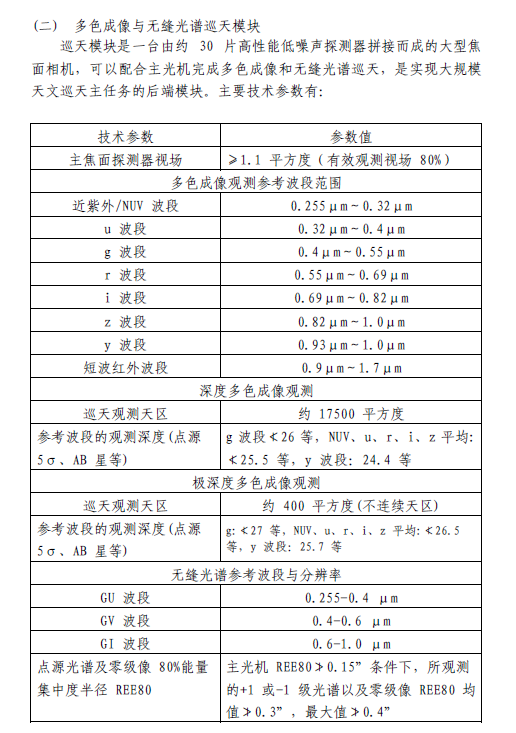 (二) 多色成像与无缝光谱巡天模块
巡天模块是一台由约 30 片高性能低噪声探测器拼接而成的大型焦
面相机，可以配合主光机完成多色成像和无缝光谱巡天，是实现大规模
天文巡天主任务的后端模块。主要技术参数有：
技术参数 参数值
主焦面探测器视场 ≥1.1 平方度（有效观测视场 80%）
多色成像观测参考波段范围
近紫外/NUV 波段 0.255μm~0.32μm
u 波段 0.32μm~0.4μm
g 波段 0.4μm~0.55μm
r 波段 0.55μm~0.69μm
i 波段 0.69μm~0.82μm
z 波段 0.82μm~1.0μm
y 波段 0.93μm~1.0μm
短波红外波段 0.9μm~1.7μm
深度多色成像观测
巡天观测天区 约 17500 平方度
参考波段的观测深度(点源 g 波段≮26 等，NUV、u、r、i、z 平均:
5σ、AB 星等) ≮25.5 等，y 波段: 24.4 等
极深度多色成像观测
巡天观测天区 约 400 平方度(不连续天区)
参考波段的观测深度(点源 g: ≮27 等，NUV、u、r、i、z 平均: ≮26.5
5σ、AB 星等) 等，y 波段: 25.7 等
无缝光谱参考波段与分辨率
GU 波段 0.255-0.4 μm
GV 波段 0.4-0.6 μm
GI 波段 0.6-1.0 μm
点源光谱及零级像 80%能量 主光机 REE80≯0.15”条件下，所观测
集中度半径 REE80 的+1 或-1 级光谱以及零级像 REE80 均
值≯0.3”，最大值≯0.4”